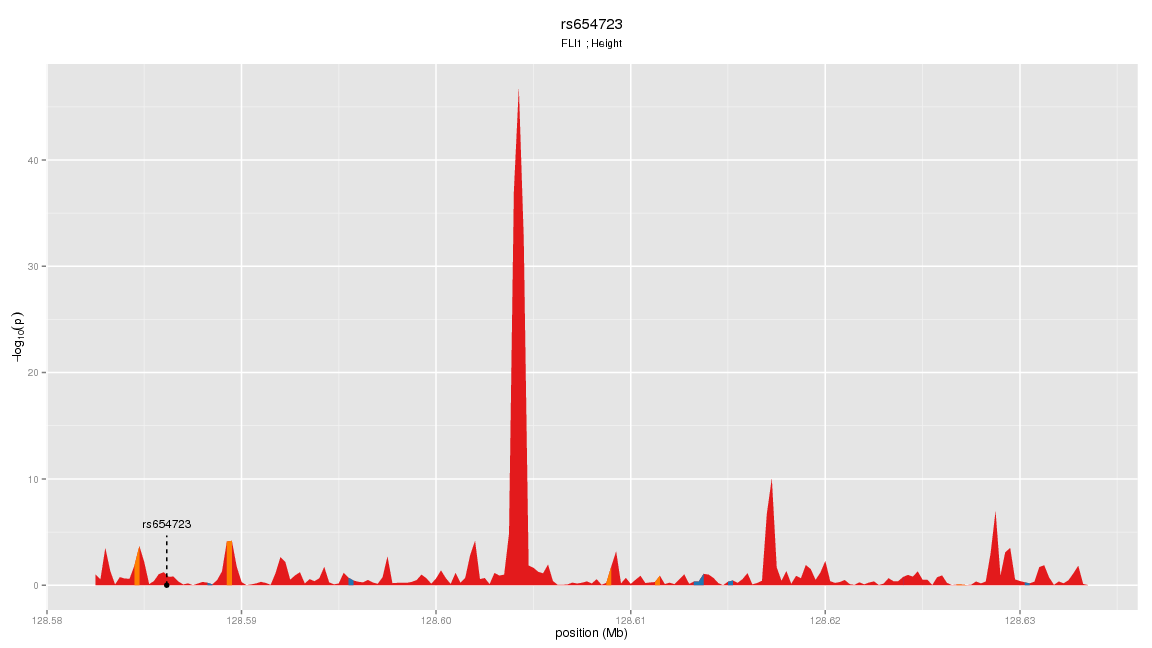 rs654723
FLI1 ; Height
40
30
20
10
0
−log₁₀(p)
rs654723
128.58
128.59
128.60
128.61
128.62
128.63
position (Mb)